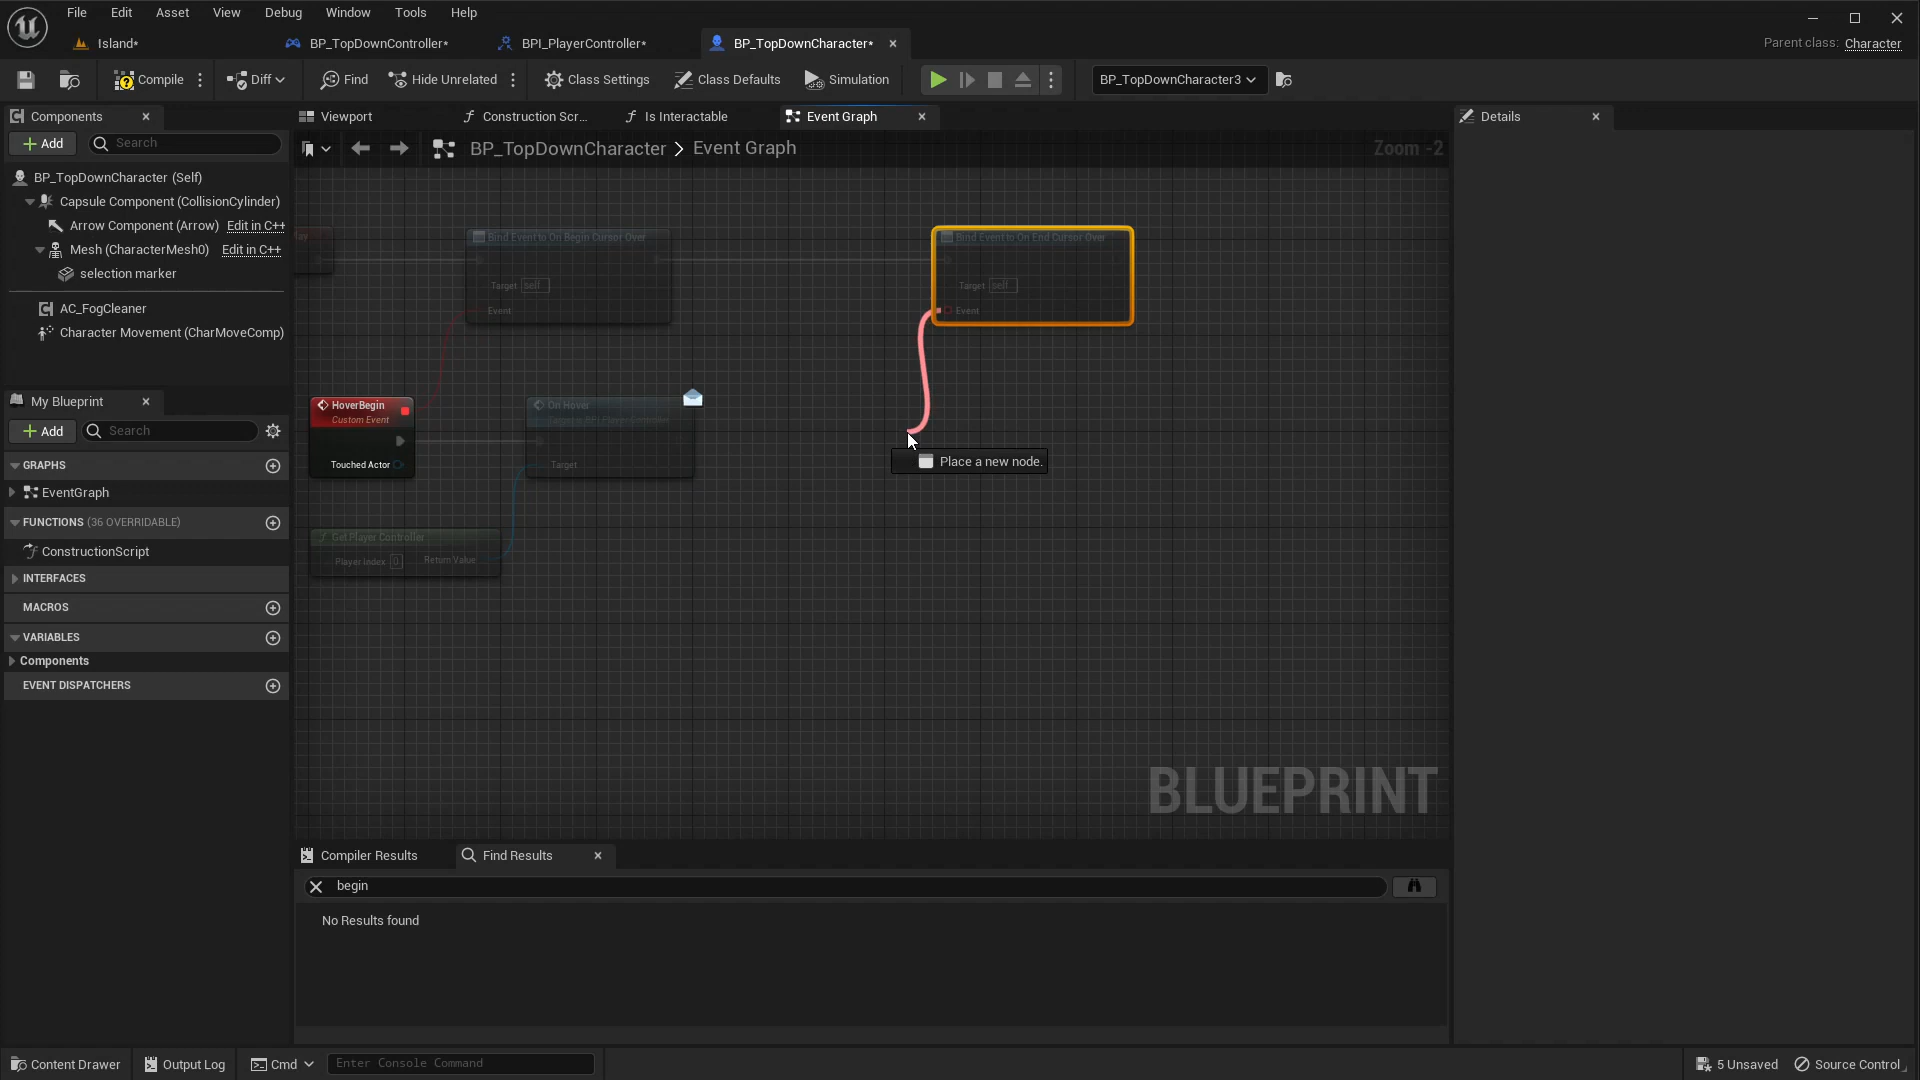 File Edit Asset View Debug Window Tools Help
Island* BP_TopDownController* BPI_PlayerController* BP_TopDownCharacter* Parent class: Character
Compile Diff Find Hide Unrelated Class Settings Class Defaults Simulation BP_TopDownCharacter3
Components Viewport Construction Scr... Is Interactable Event Graph Details
Add Search BP_TopDownCharacter > Event Graph Zoom -2
BP_TopDownCharacter (Self)
Capsule Component (CollisionCylinder)
Arrow Component (Arrow) Edit in C++
Mesh (CharacterMesh0) Edit in C++
selection marker
AC_FogCleaner
Character Movement (CharMoveComp)
Bind Event to On Begin Cursor Over
Target self
Event
Bind Event to On End Cursor Over
Target self
Event
HoverBegin
Custom Event
Touched Actor
On Hover
Target is BPI Player Controller
Target
Place a new node.
Get Player Controller
Player Index 0 Return Value
BLUEPRINT
My Blueprint
Add Search
GRAPHS
EventGraph
FUNCTIONS (36 OVERRIDABLE)
ConstructionScript
INTERFACES
MACROS
VARIABLES
Components
EVENT DISPATCHERS
Compiler Results Find Results
begin
No Results found
Content Drawer Output Log Cmd Enter Console Command 5 Unsaved Source Control